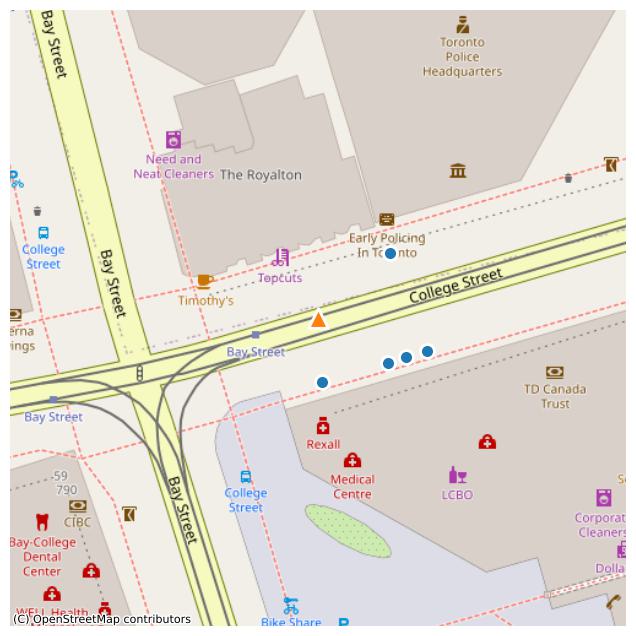 Bay Street
Toronto
Police
Headquarters
Need and
Neat Cleaners
The Royalton
College
Street
Early Policing
In Toronto
Topcuts
Bay Street
Timothy's
College Street
erna
ings
Bay Street
Bay Street
TD Canada
Trust
Rexall
59
790
Medical
Centre
LCBO
College
Street
Bay Street
CIBC
Corporat
Cleaners
Bay-College
Dental
Center
Dolla
WELL Health
Bike Share
(C) OpenStreetMap contributors